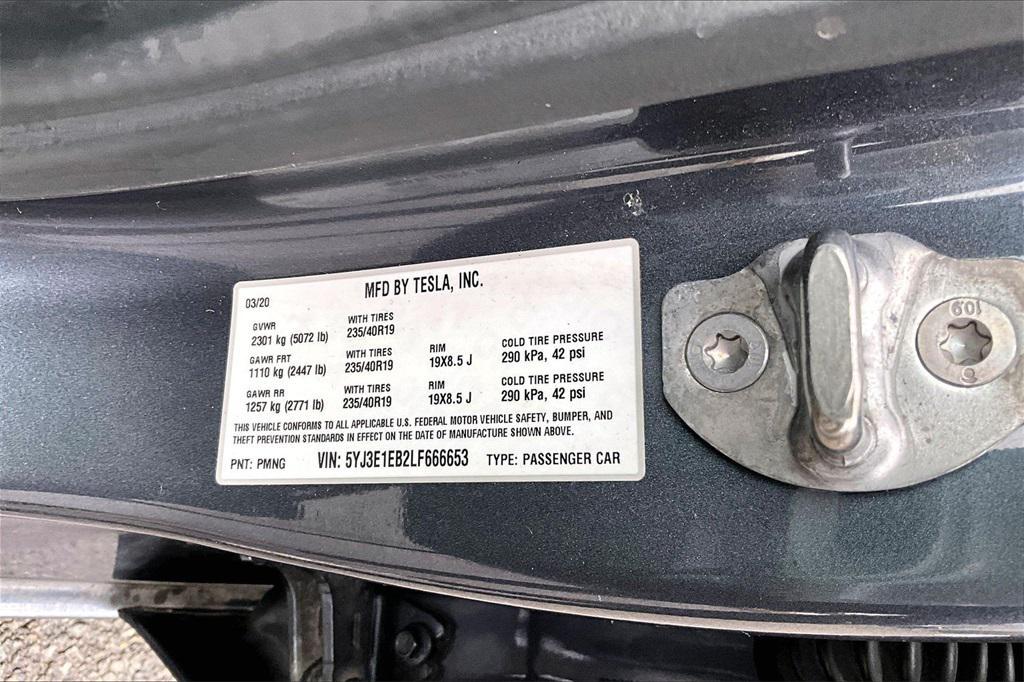 MFD BY TESLA, INC.
03/20
GVWR WITH TIRES
2301 kg (5072 lb) 235/40R19
GAWR FRT WITH TIRES RIM COLD TIRE PRESSURE
1110 kg (2447 lb) 235/40R19 19X8.5 J 290 kPa, 42 psi
GAWR RR WITH TIRES RIM COLD TIRE PRESSURE
1257 kg (2771 lb) 235/40R19 19X8.5 J 290 kPa, 42 psi
THIS VEHICLE CONFORMS TO ALL APPLICABLE U.S. FEDERAL MOTOR VEHICLE SAFETY, BUMPER, AND
THEFT PREVENTION STANDARDS IN EFFECT ON THE DATE OF MANUFACTURE SHOWN ABOVE.
PNT: PMNG VIN: 5YJ3E1EB2LF666653 TYPE: PASSENGER CAR
10.9